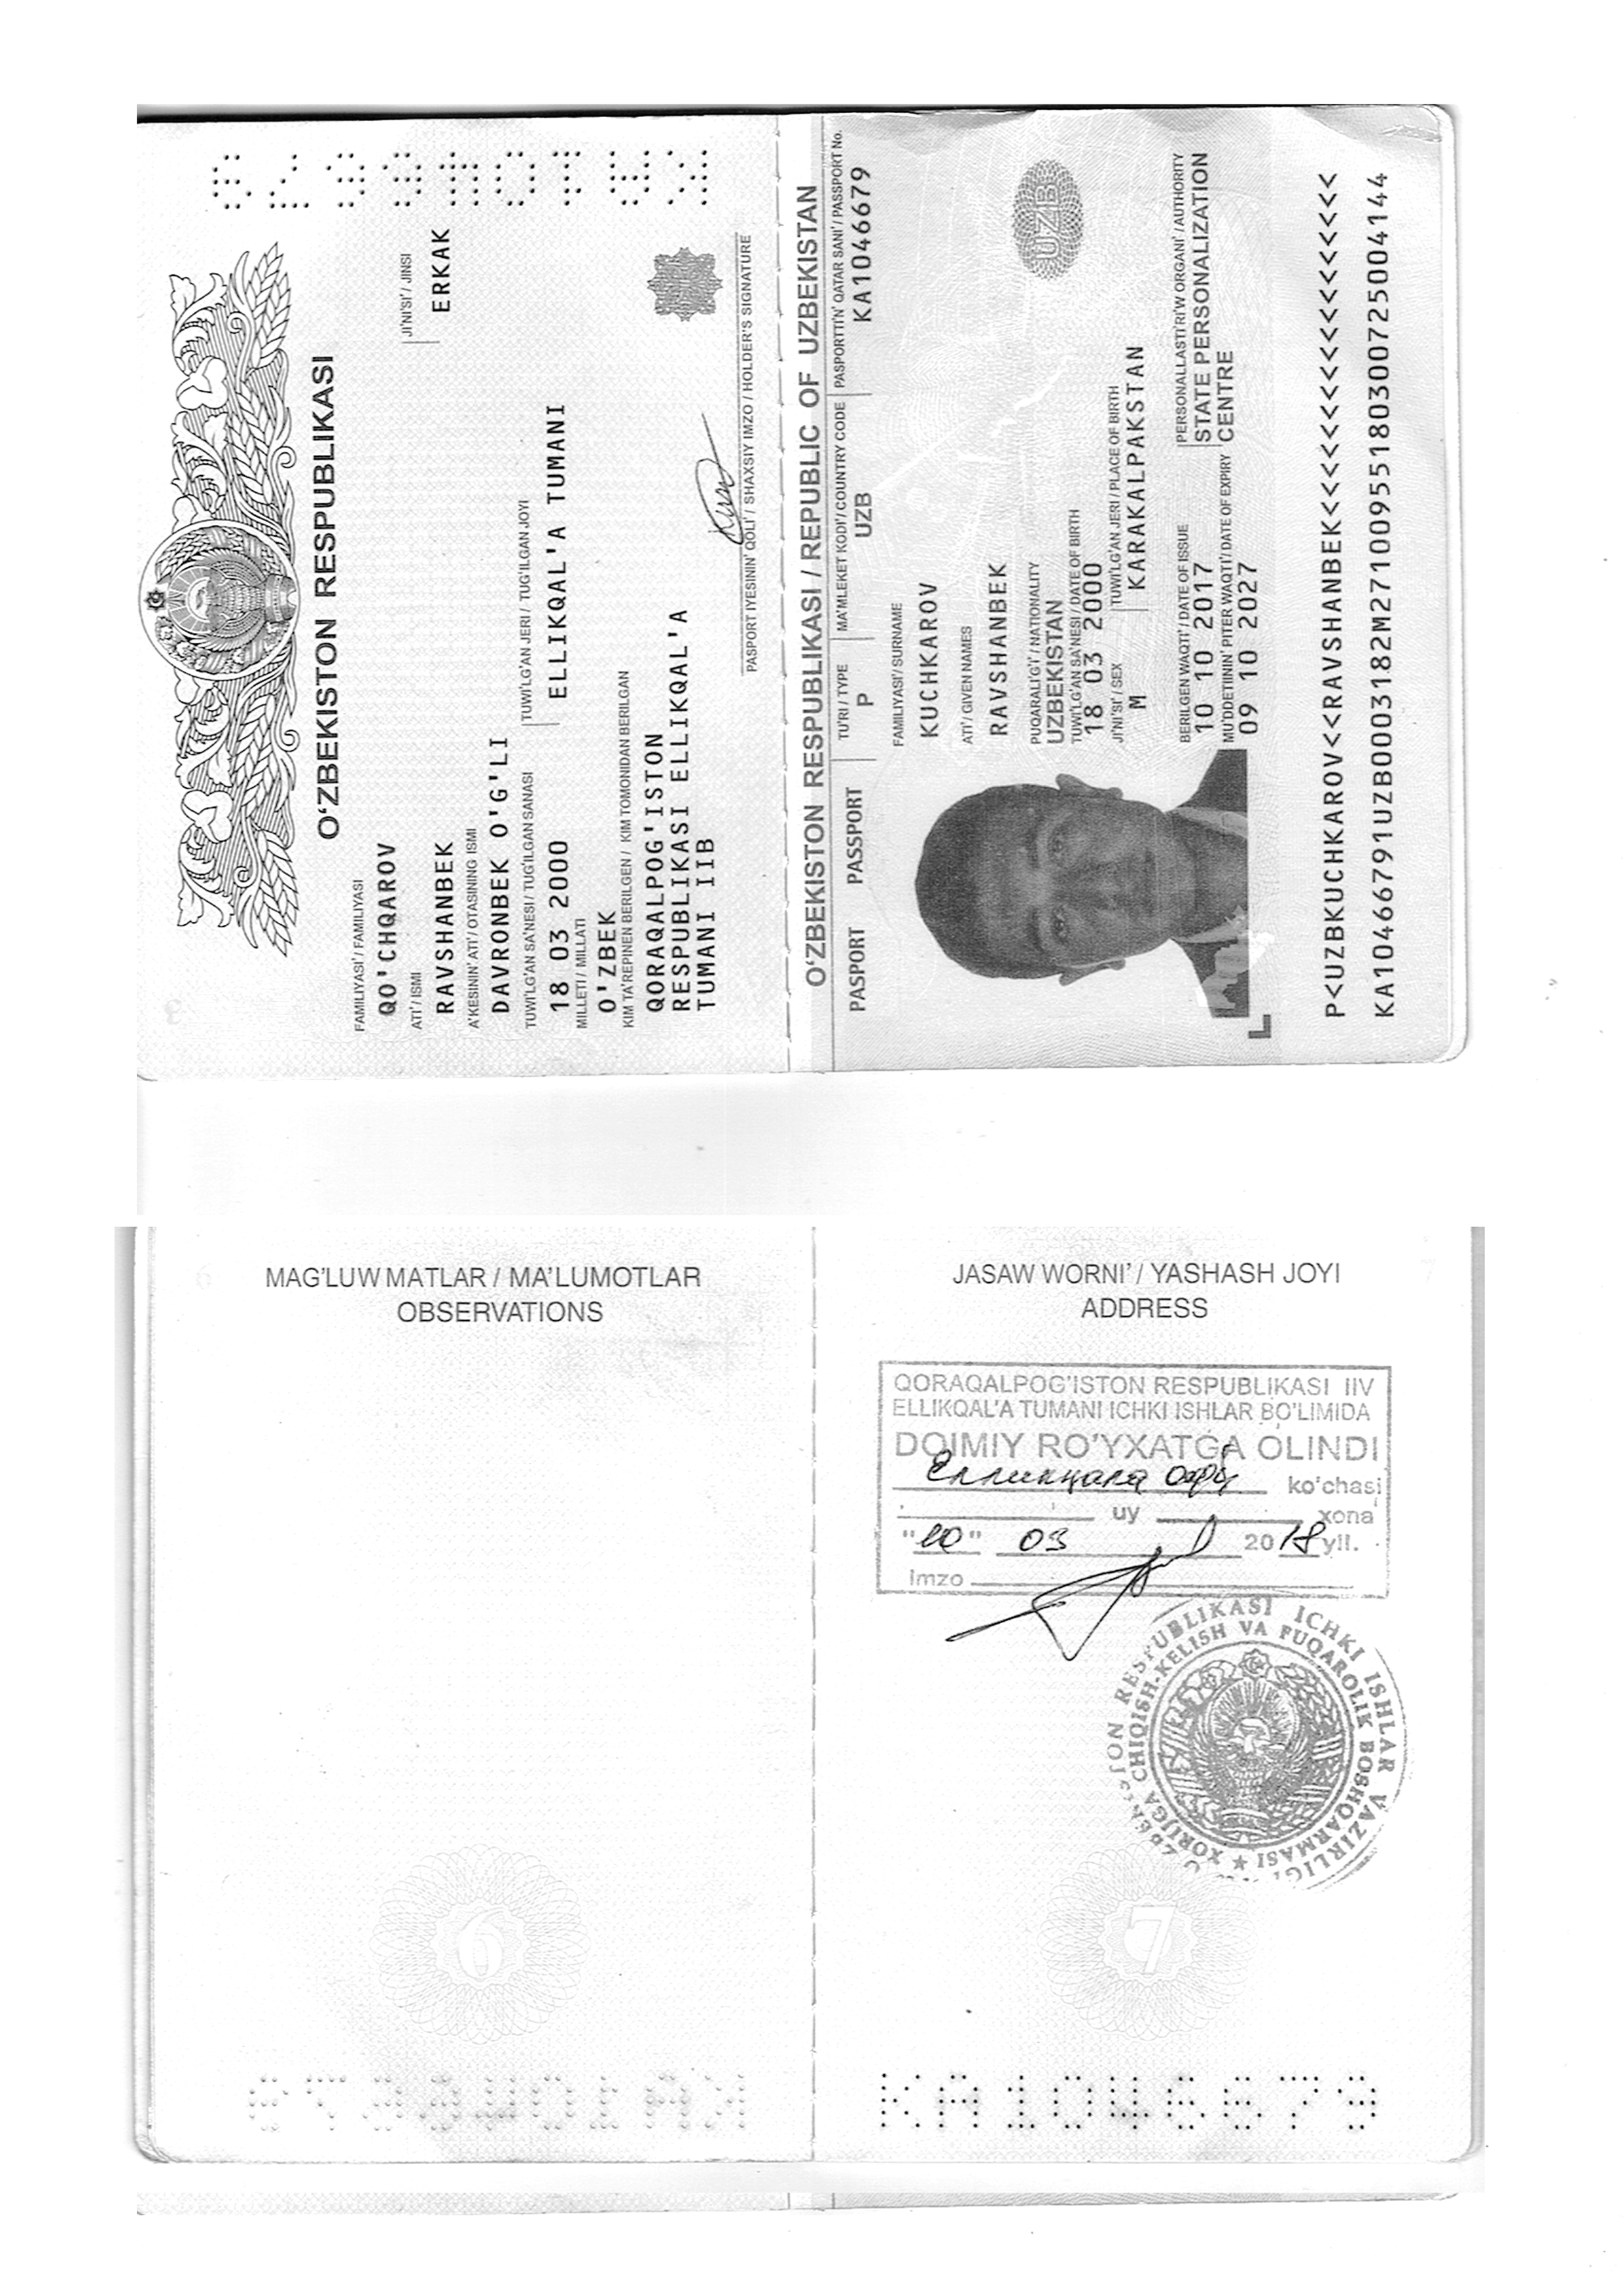 MAG'LUWMATLAR / MA'LUMOTLAR
OBSERVATIONS
JASAW WORNI' / YASHASH JOYI
ADDRESS
QORAQALPOG'ISTON RESPUBLIKASI IIV
ELLIKQAL'A TUMANI ICHKI ISHLAR BO'LIMIDA
DOIMIY RO'YXATGA OLINDI
ko'chasi
uy xona
03 2018 yil.
Imzo
O'ZBEKISTON RESPUBLIKASI ICHKI ISHLAR VAZIRLIGI
XORIJGA CHIQISH-KELISH VA FUQAROLIK BOSHQARMASI
KA1046679
O‘ZBEKISTON RESPUBLIKASI
FAMILIYASI' / FAMILIYASI
QO'CHQAROV
ATI' / ISMI
JI'NI'SI' / JINSI
RAVSHANBEK
ERKAK
A'KESININ' ATI' / OTASINING ISMI
DAVRONBEK O'G'LI
TUWI'LG'AN SA'NESI / TUG'ILGAN SANASI
TUWI'LG'AN JERI / TUG'ILGAN JOYI
18 03 2000
ELLIKQAL'A TUMANI
MILLETI / MILLATI
O'ZBEK
KIM TA'REPINEN BERILGEN / KIM TOMONIDAN BERILGAN
QORAQALPOG'ISTON
RESPUBLIKASI ELLIKQAL'A
TUMANI IIB
PASPORT IYESININ' QOLI' / SHAXSIY IMZO / HOLDER'S SIGNATURE
KA1046679
O‘ZBEKISTON RESPUBLIKASI / REPUBLIC OF UZBEKISTAN
PASPORT PASSPORT
TU'RI / TYPE
P
MA'MLEKET KODI' / COUNTRY CODE
UZB
PASPORTTI'N' QATAR SANI' / PASSPORT No.
KA1046679
FAMILIYASI' / SURNAME
KUCHKAROV
ATI' / GIVEN NAMES
RAVSHANBEK
PUQARALI'G'I' / NATIONALITY
UZBEKISTAN
UZB
TUWI'LG'AN SA'NESI / DATE OF BIRTH
18 03 2000
JI'NI'SI' / SEX
M
TUWI'LG'AN JERI / PLACE OF BIRTH
KARAKALPAKSTAN
BERILGEN WAQTI' / DATE OF ISSUE
10 10 2017
PERSONALLASTI'RI'W ORGANI' / AUTHORITY
STATE PERSONALIZATION
CENTRE
MU'DDETIININ' PITER WAQTI' / DATE OF EXPIRY
09 10 2027
P<UZBKUCHKAROV<<RAVSHANBEK<<<<<<<<<<<<<<<<<<
KA10466791UZB0003182M27100955180300725004144